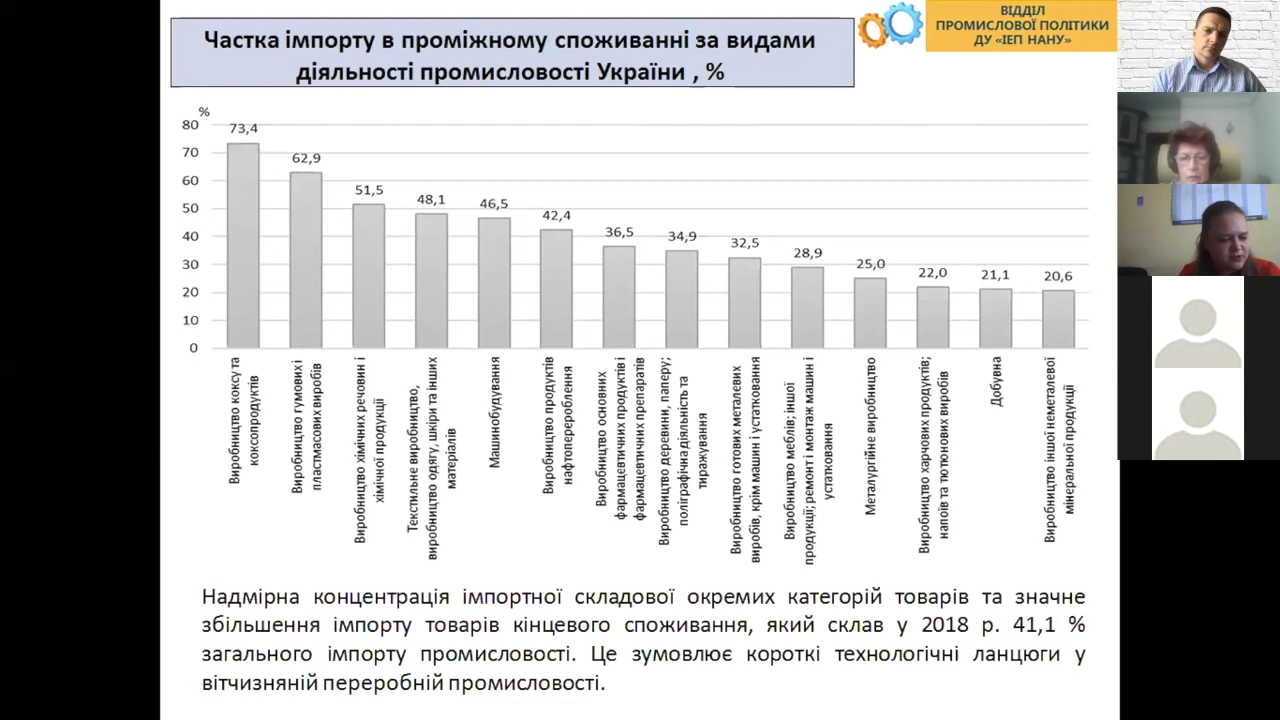 Частка імпорту в проміжному споживанні за видами
діяльності промисловості України , %
ВІДДІЛ
ПРОМИСЛОВОЇ ПОЛІТИКИ
ДУ «ІЕП НАНУ»
%
80
70
60
50
40
30
20
10
0
73,4
62,9
51,5
48,1
46,5
42,4
36,5
34,9
32,5
28,9
25,0
22,0
21,1
20,6
Виробництво коксу та
коксопродуктів
Виробництво гумових і
пластмасових виробів
Виробництво хімічних речовин і
хімічної продукції
Текстильне виробництво,
виробництво одягу, шкіри та інших
матеріалів
Машинобудування
Виробництво продуктів
нафтоперероблення
Виробництво основних
фармацевтичних продуктів і
фармацевтичних препаратів
Виробництво деревини, паперу;
поліграфічна діяльність та
тиражування
Виробництво готових металевих
виробів, крім машин і устатковання
Виробництво меблів; іншої
продукції; ремонт і монтаж машин і
устатковання
Металургійне виробництво
Виробництво харчових продуктів;
напоїв та тютюнових виробів
Добувна
Виробництво іншої неметалевої
мінеральної продукції
Надмірна концентрація імпортної складової окремих категорій товарів та значне
збільшення імпорту товарів кінцевого споживання, який склав у 2018 р. 41,1 %
загального імпорту промисловості. Це зумовлює короткі технологічні ланцюги у
вітчизняній переробній промисловості.